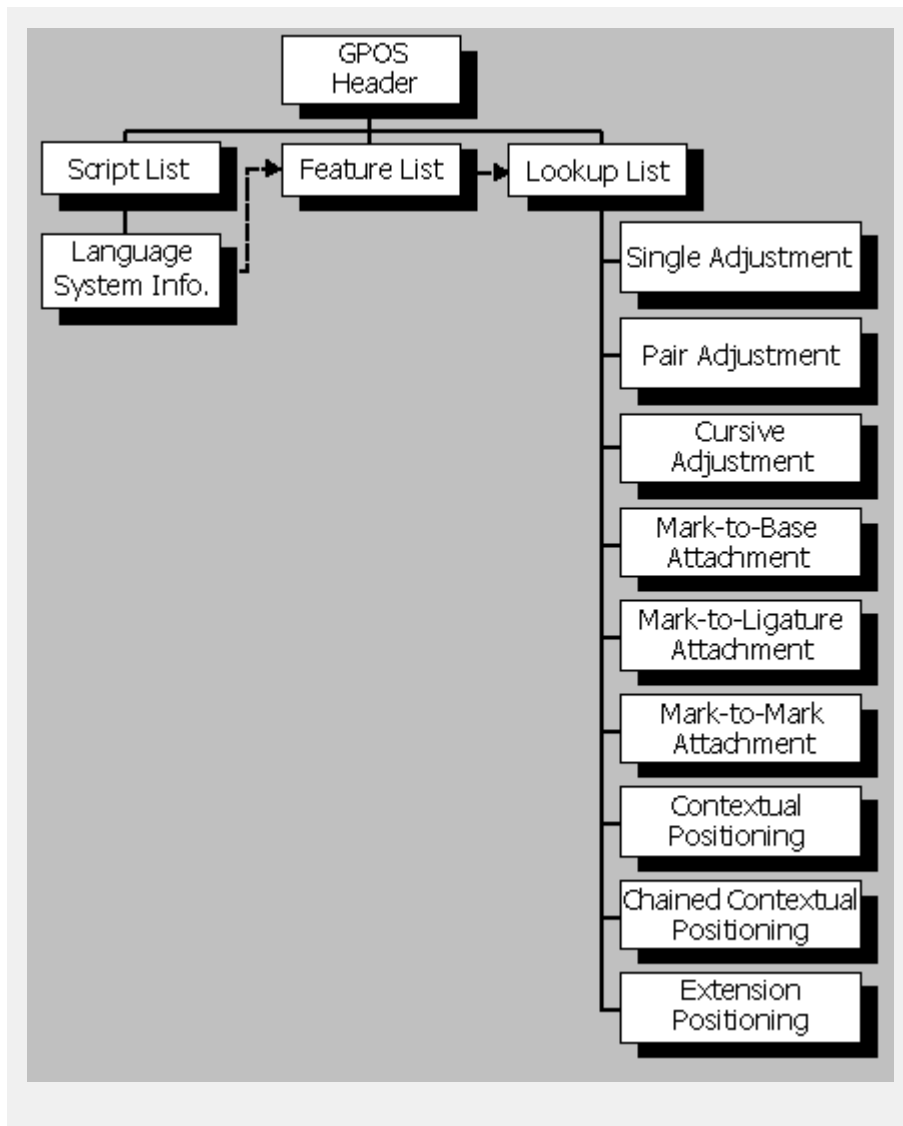 GPOS
Header
Script List
Feature List
Lookup List
Language
System Info.
Single Adjustment
Pair Adjustment
Cursive
Adjustment
Mark-to-Base
Attachment
Mark-to-Ligature
Attachment
Mark-to-Mark
Attachment
Contextual
Positioning
Chained Contextual
Positioning
Extension
Positioning